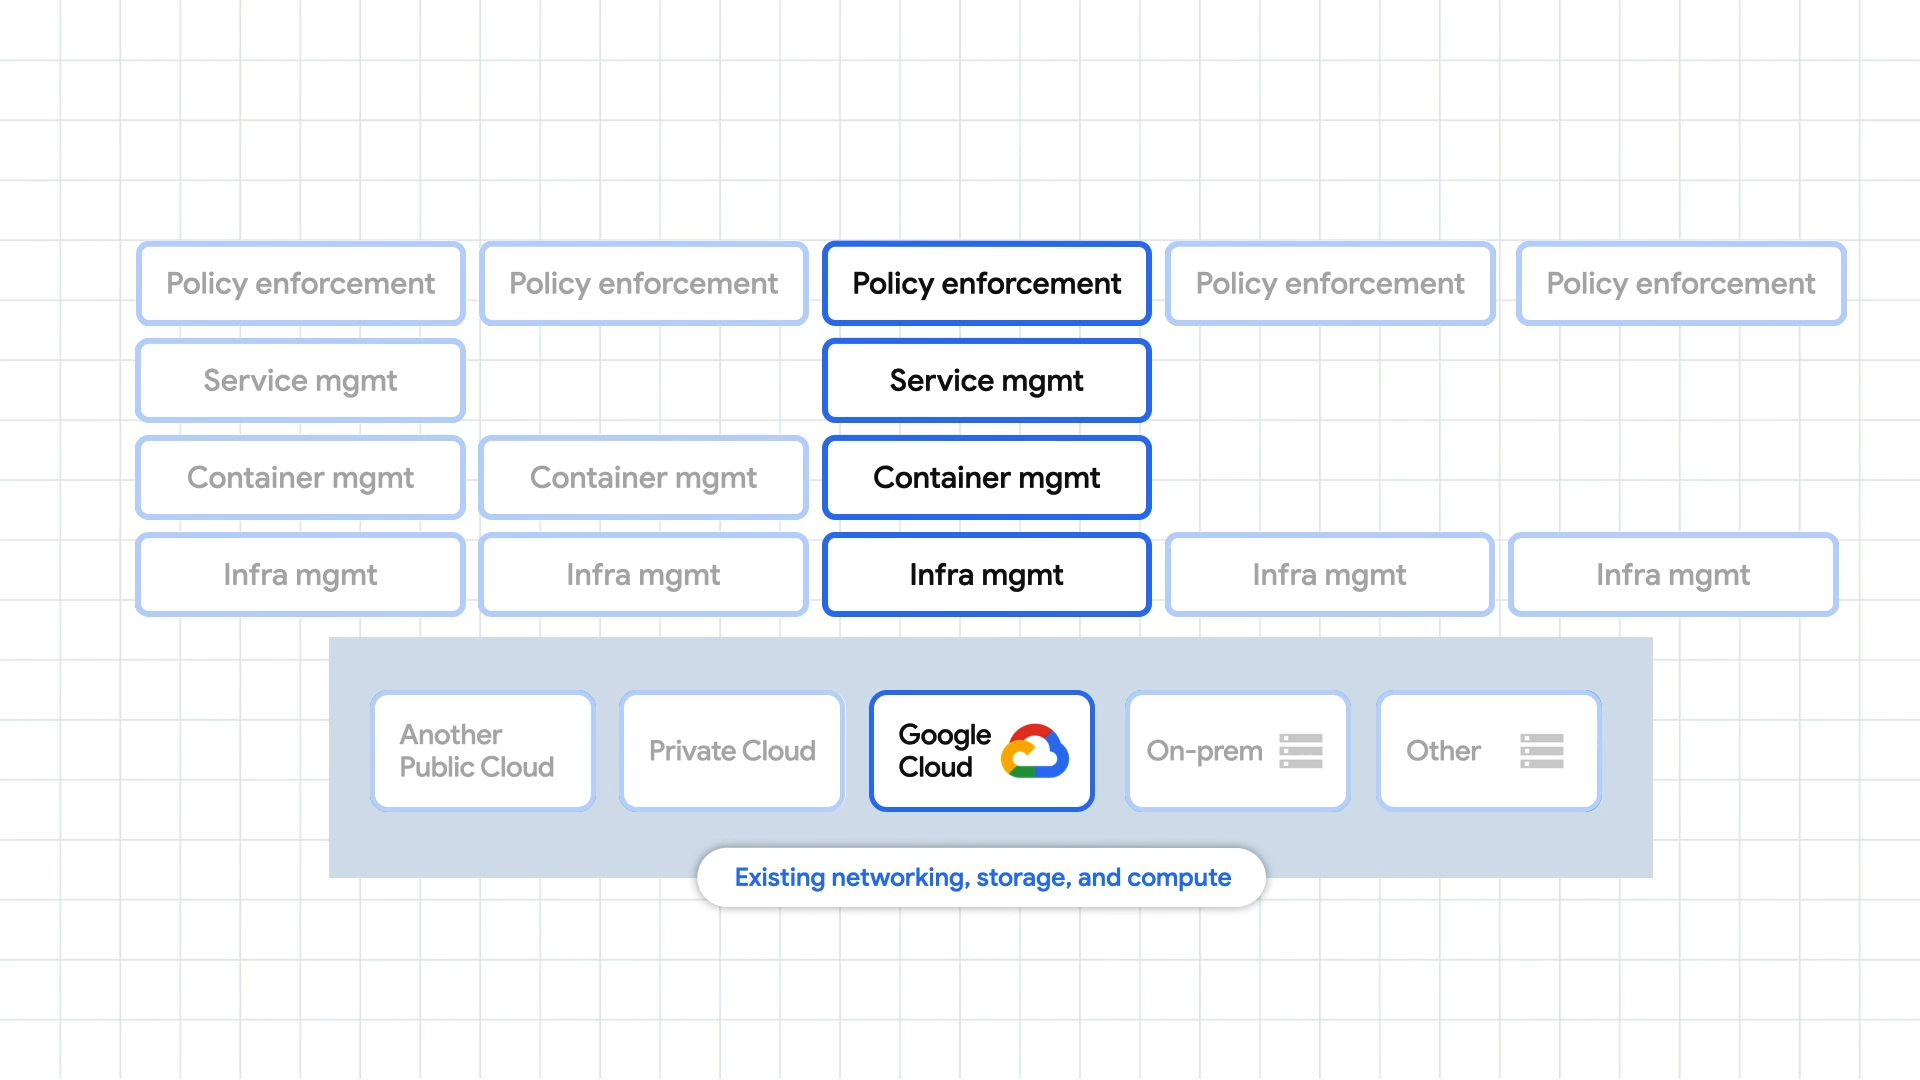 Policy enforcement
Policy enforcement
Policy enforcement
Policy enforcement
Policy enforcement
Service mgmt
Service mgmt
Container mgmt
Container mgmt
Container mgmt
Infra mgmt
Infra mgmt
Infra mgmt
Infra mgmt
Infra mgmt
Another
Public Cloud
Private Cloud
Google
Cloud
On-prem
Other
Existing networking, storage, and compute